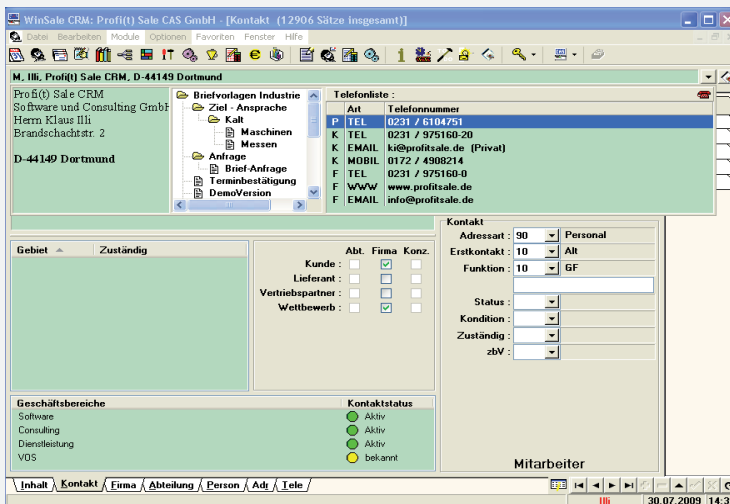 WinSale CRM: Profi(t) Sale CAS GmbH - [Kontakt (12906 Sätze insgesamt)]
Datei Bearbeiten Module Optionen Favoriten Fenster Hilfe
M, Illi, Profi(t) Sale CRM, D-44149 Dortmund
Profi(t) Sale CRM
Software und Consulting GmbH
Herrn Klaus Illi
Brandschachtstr. 2
D-44149 Dortmund
Briefvorlagen Industrie
Ziel - Ansprache
Kalt
Maschinen
Messen
Anfrage
Brief-Anfrage
Terminbestätigung
DemoVersion
Telefonliste :
Art Telefonnummer
P TEL 0231 / 6104751
K TEL 0231 / 975160-20
K EMAIL ki@profitsale.de (Privat)
K MOBIL 0172 / 4908214
F TEL 0231 / 975160-0
F WWW www.profitsale.de
F EMAIL info@profitsale.de
Gebiet Zuständig
Abt. Firma Konz.
Kunde :
Lieferant :
Vertriebspartner :
Wettbewerb :
Kontakt
Adressart : 90 Personal
Erstkontakt : 10 Alt
Funktion : 10 GF
Status :
Kondition :
Zuständig :
zbV :
Geschäftsbereiche Kontaktstatus
Software Aktiv
Consulting Aktiv
Dienstleistung Aktiv
VOS bekannt
Mitarbeiter
Inhalt Kontakt Firma Abteilung Person Adr Tele
Illi 30.07.2009